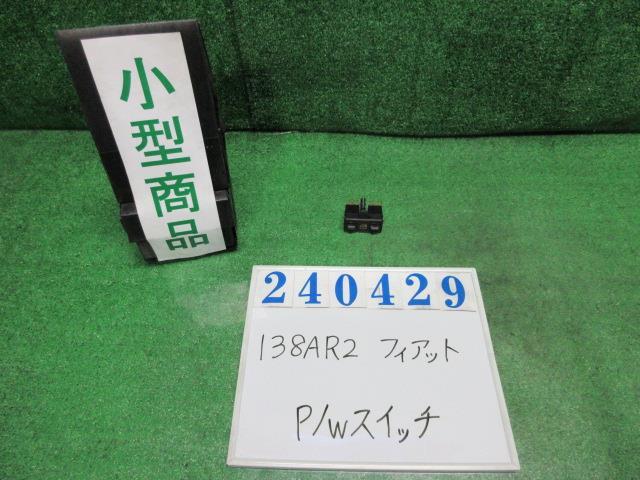 小型商品
240429
138AR2 フィアット
P/Wスイッチ